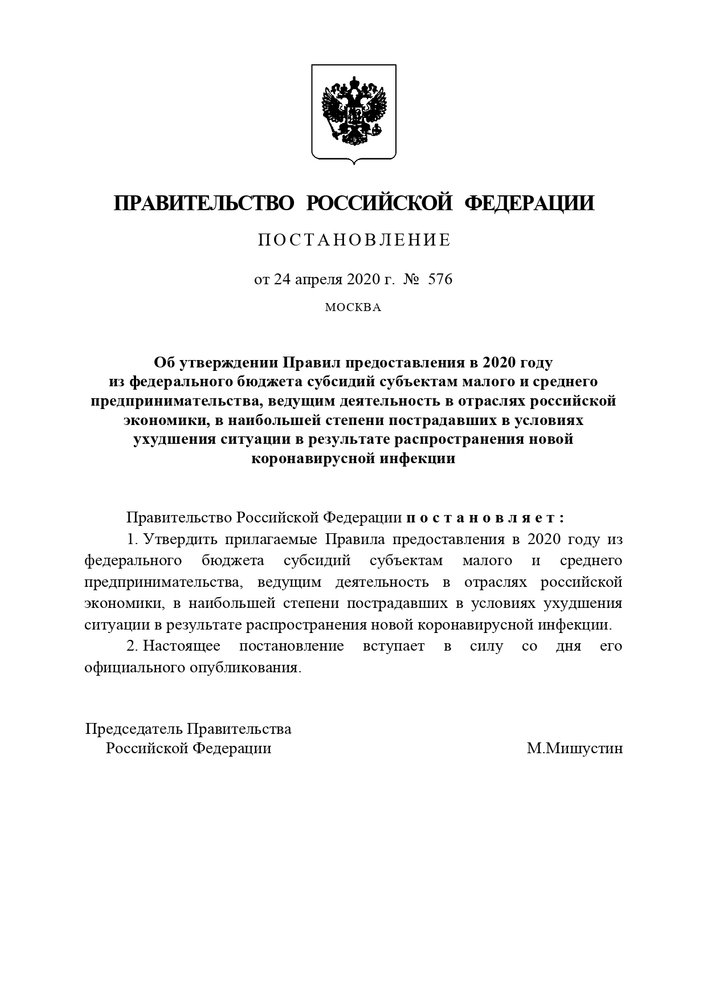 ПРАВИТЕЛЬСТВО РОССИЙСКОЙ ФЕДЕРАЦИИ
ПОСТАНОВЛЕНИЕ
от 24 апреля 2020 г. № 576
МОСКВА
Об утверждении Правил предоставления в 2020 году
из федерального бюджета субсидий субъектам малого и среднего
предпринимательства, ведущим деятельность в отраслях российской
экономики, в наибольшей степени пострадавших в условиях
ухудшения ситуации в результате распространения новой
коронавирусной инфекции
Правительство Российской Федерации п о с т а н о в л я е т :
1. Утвердить прилагаемые Правила предоставления в 2020 году из
федерального бюджета субсидий субъектам малого и среднего
предпринимательства, ведущим деятельность в отраслях российской
экономики, в наибольшей степени пострадавших в условиях ухудшения
ситуации в результате распространения новой коронавирусной инфекции.
2. Настоящее постановление вступает в силу со дня его
официального опубликования.
Председатель Правительства
Российской Федерации М.Мишустин